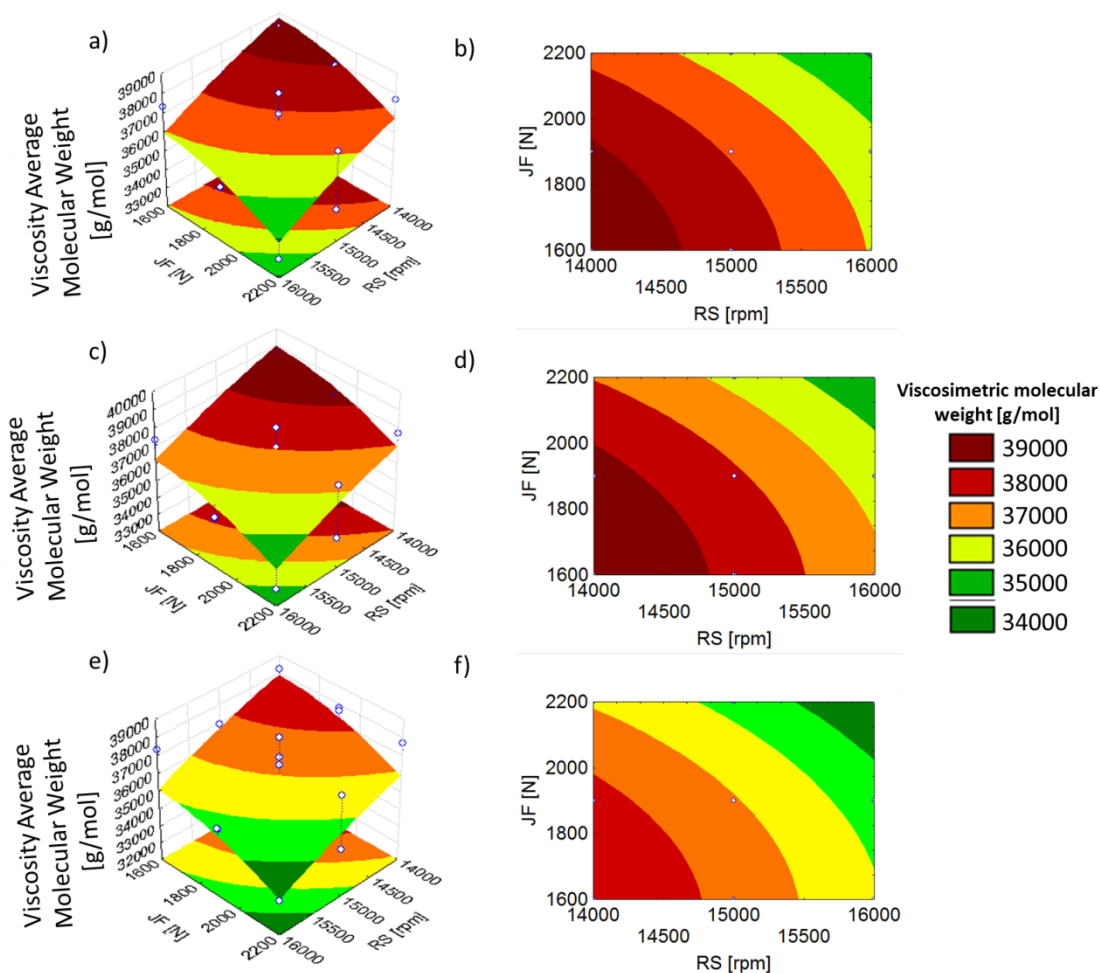 a)
Viscosity Average
Molecular Weight
[g/mol]
39000
38000
37000
36000
35000
34000
33000
1600
1800
2000
2200
JF [N]
14000
14500
15000
15500
16000
RS [rpm]
b)
JF [N]
2200
2000
1800
1600
14000
15000
16000
14500
15500
RS [rpm]
c)
Viscosity Average
Molecular Weight
[g/mol]
40000
39000
38000
37000
36000
35000
34000
33000
1600
1800
2000
2200
JF [N]
14000
14500
15000
15500
16000
RS [rpm]
d)
JF [N]
2200
2000
1800
1600
14000
15000
16000
14500
15500
RS [rpm]
Viscosimetric molecular
weight [g/mol]
39000
38000
37000
36000
35000
34000
e)
Viscosity Average
Molecular Weight
[g/mol]
39000
38000
37000
36000
35000
34000
33000
32000
1600
1800
2000
2200
JF [N]
14000
14500
15000
15500
16000
RS [rpm]
f)
JF [N]
2200
2000
1800
1600
14000
15000
16000
14500
15500
RS [rpm]